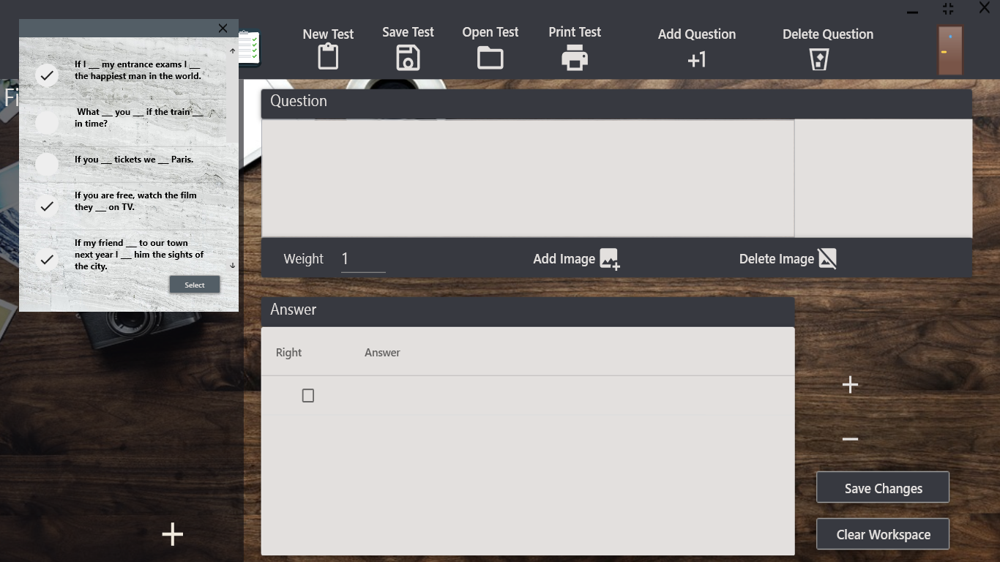 New Test
Save Test
Open Test
Print Test
Add Question
+1
Delete Question
If I __ my entrance exams I __
the happiest man in the world.
What __ you __ if the train __
in time?
If you __ tickets we __ Paris.
If you are free, watch the film
they __ on TV.
If my friend __ to our town
next year I __ him the sights of
the city.
Select
Fi
Question
Weight 1
Add Image
Delete Image
Answer
Right Answer
Save Changes
Clear Workspace